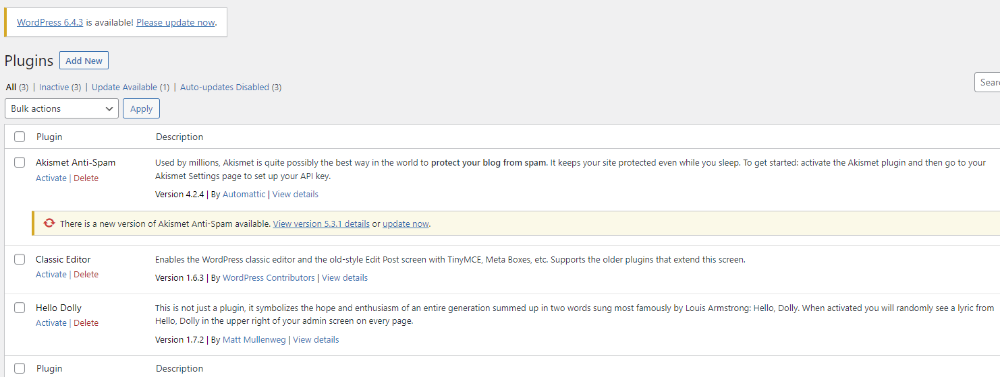 WordPress 6.4.3 is available! Please update now.
Plugins Add New
All (3) | Inactive (3) | Update Available (1) | Auto-updates Disabled (3)
Sear
Bulk actions Apply
Plugin Description
Akismet Anti-Spam Used by millions, Akismet is quite possibly the best way in the world to protect your blog from spam. It keeps your site protected even while you sleep. To get started: activate the Akismet plugin and then go to your
Activate | Delete Akismet Settings page to set up your API key.
Version 4.2.4 | By Automattic | View details
There is a new version of Akismet Anti-Spam available. View version 5.3.1 details or update now.
Classic Editor Enables the WordPress classic editor and the old-style Edit Post screen with TinyMCE, Meta Boxes, etc. Supports the older plugins that extend this screen.
Activate | Delete Version 1.6.3 | By WordPress Contributors | View details
Hello Dolly This is not just a plugin, it symbolizes the hope and enthusiasm of an entire generation summed up in two words sung most famously by Louis Armstrong: Hello, Dolly. When activated you will randomly see a lyric from
Activate | Delete Hello, Dolly in the upper right of your admin screen on every page.
Version 1.7.2 | By Matt Mullenweg | View details
Plugin Description